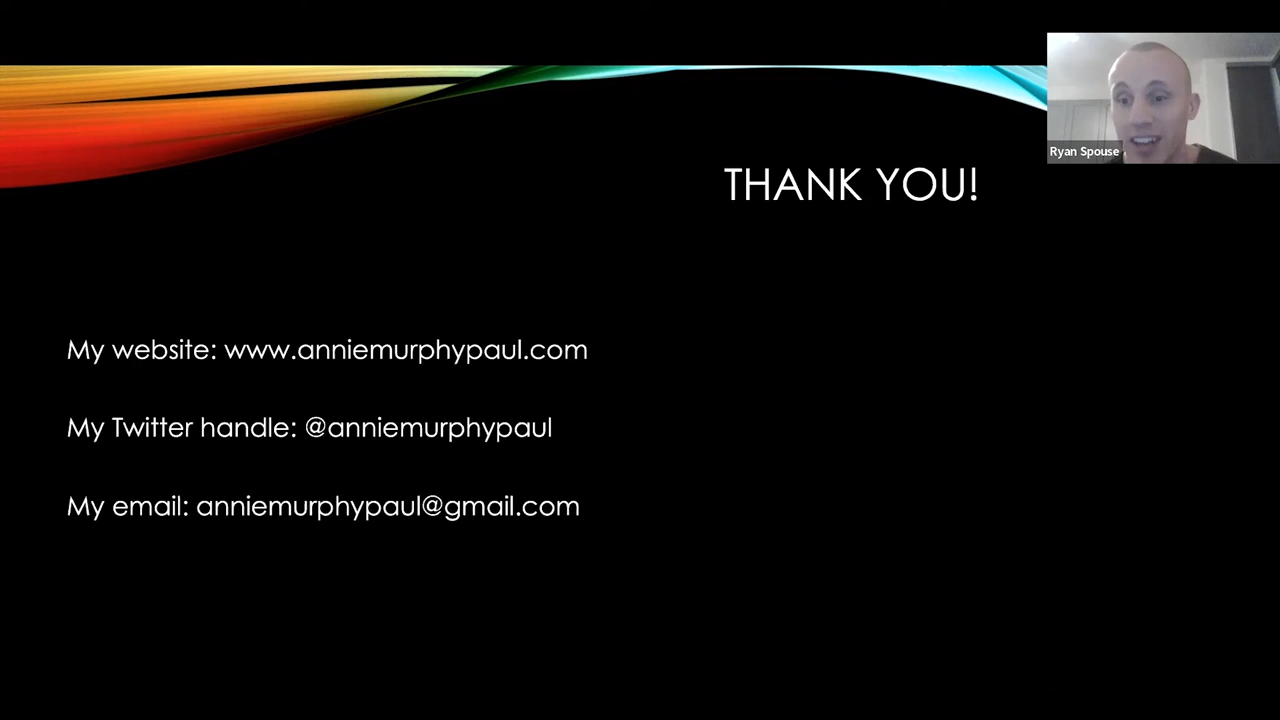 Ryan Spouse
THANK YOU!
My website: www.anniemurphypaul.com
My Twitter handle: @anniemurphypaul
My email: anniemurphypaul@gmail.com